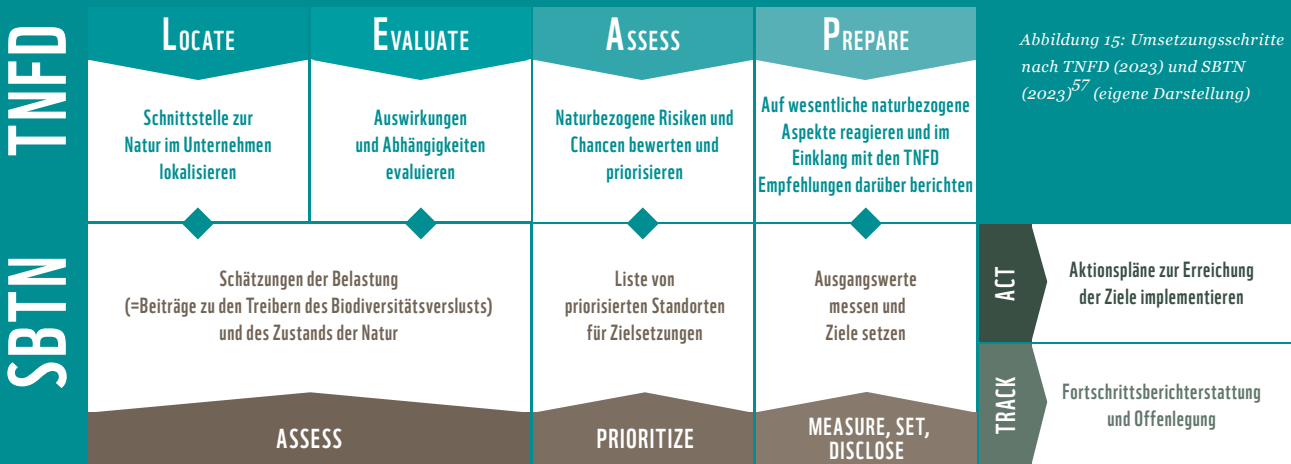 TNFD
LOCATE
EVALUATE
ASSESS
PREPARE
Abbildung 15: Umsetzungsschritte
nach TNFD (2023) und SBTN
(2023)57 (eigene Darstellung)
Schnittstelle zur
Natur im Unternehmen
lokalisieren
Auswirkungen
und Abhängigkeiten
evaluieren
Naturbezogene Risiken und
Chancen bewerten und
priorisieren
Auf wesentliche naturbezogene
Aspekte reagieren und im
Einklang mit den TNFD
Empfehlungen darüber berichten
SBTN
Schätzungen der Belastung
(=Beiträge zu den Treibern des Biodiversitätsverlusts)
und des Zustands der Natur
Liste von
priorisierten Standorten
für Zielsetzungen
Ausgangswerte
messen und
Ziele setzen
ASSESS
PRIORITIZE
MEASURE, SET,
DISCLOSE
ACT
Aktionspläne zur Erreichung
der Ziele implementieren
TRACK
Fortschrittsberichterstattung
und Offenlegung